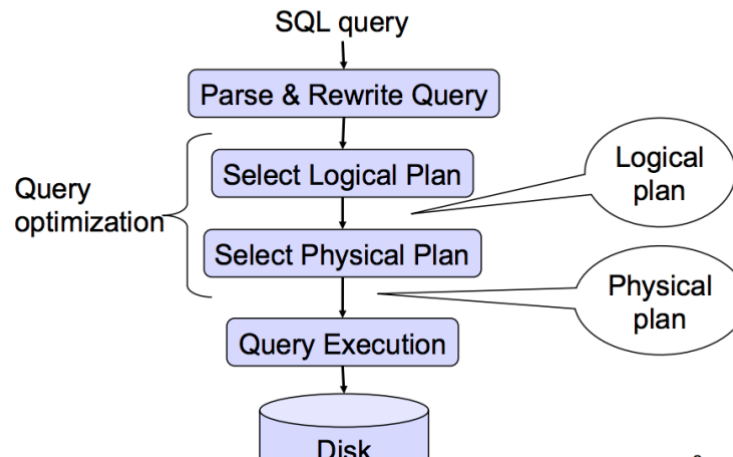 SQL query
Parse & Rewrite Query
Select Logical Plan
Logical
plan
Query
optimization
Select Physical Plan
Physical
plan
Query Execution
Disk